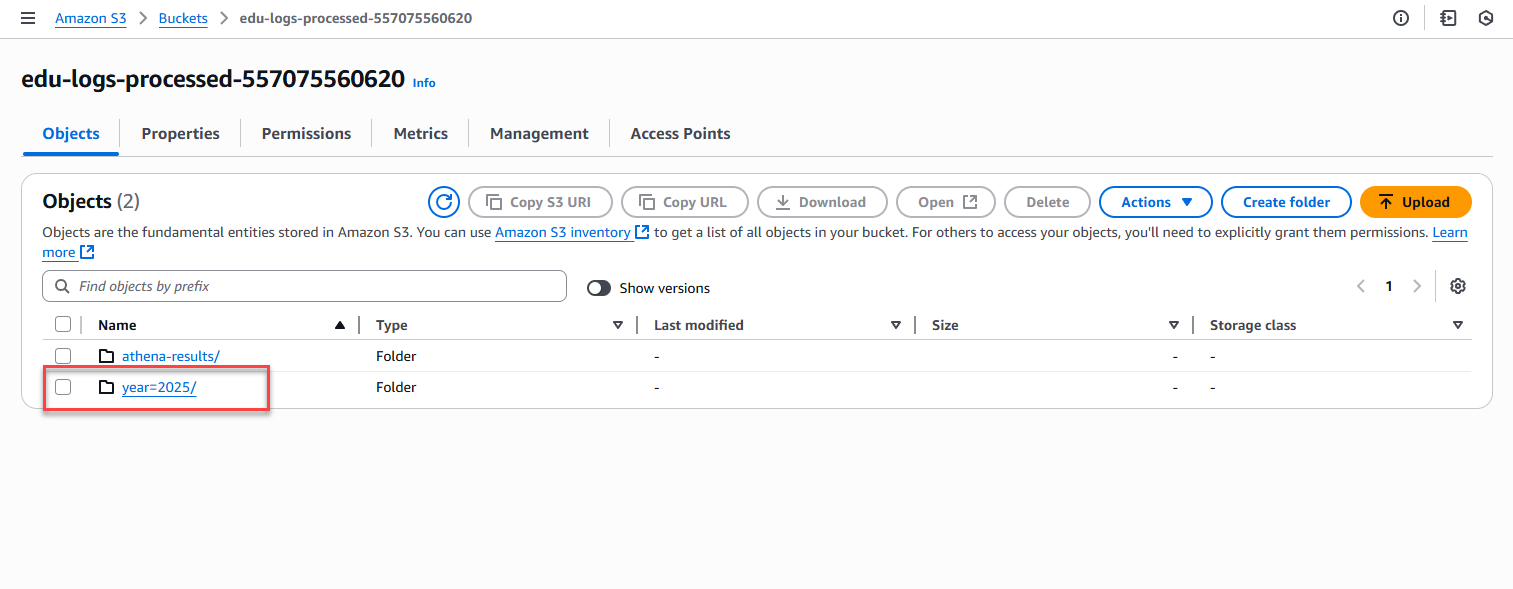 Amazon S3 > Buckets > edu-logs-processed-557075560620
edu-logs-processed-557075560620 Info
Objects Properties Permissions Metrics Management Access Points
Objects (2) Copy S3 URI Copy URL Download Open Delete Actions Create folder Upload
Objects are the fundamental entities stored in Amazon S3. You can use Amazon S3 inventory to get a list of all objects in your bucket. For others to access your objects, you'll need to explicitly grant them permissions. Learn
more
Find objects by prefix Show versions 1
Name Type Last modified Size Storage class
athena-results/ Folder - - -
year=2025/ Folder - - -